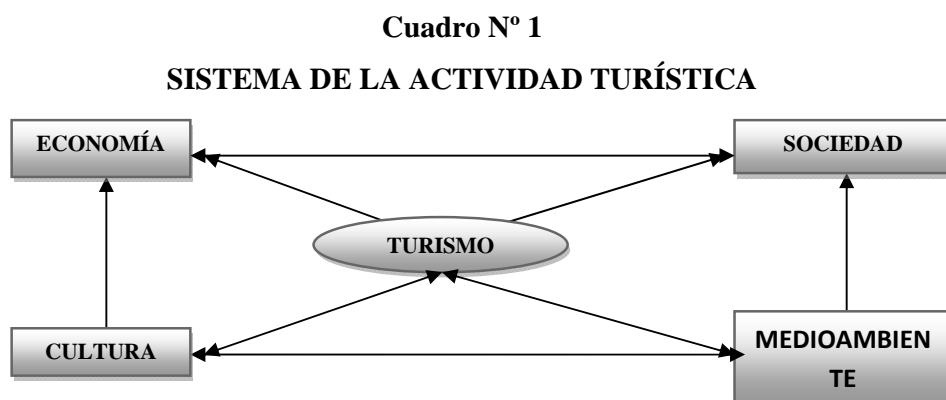 Cuadro Nº 1
SISTEMA DE LA ACTIVIDAD TURÍSTICA
ECONOMÍA
SOCIEDAD
TURISMO
CULTURA
MEDIOAMBIEN
TE